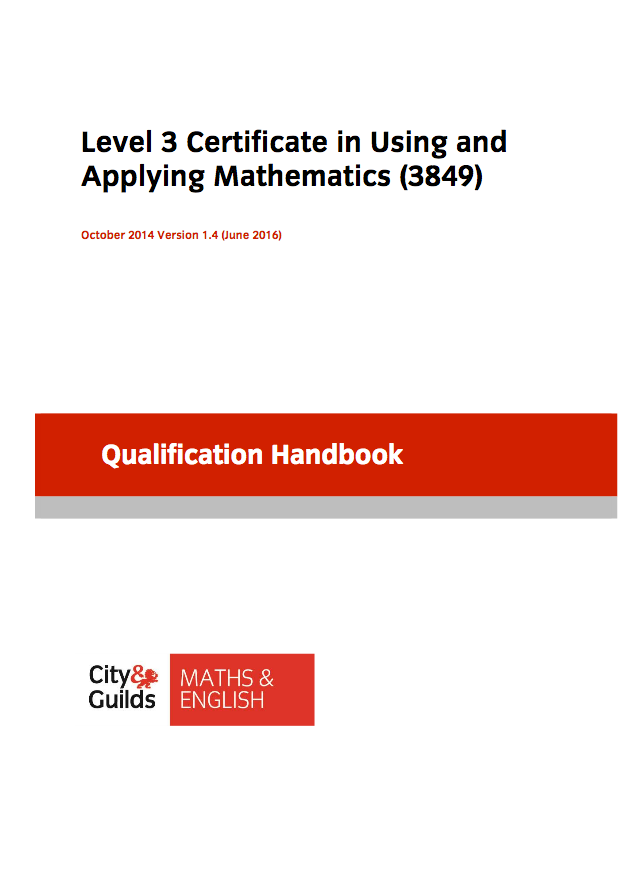 Level 3 Certificate in Using and
Applying Mathematics (3849)
October 2014 Version 1.4 (June 2016)
Qualification Handbook
City&
Guilds
MATHS &
ENGLISH